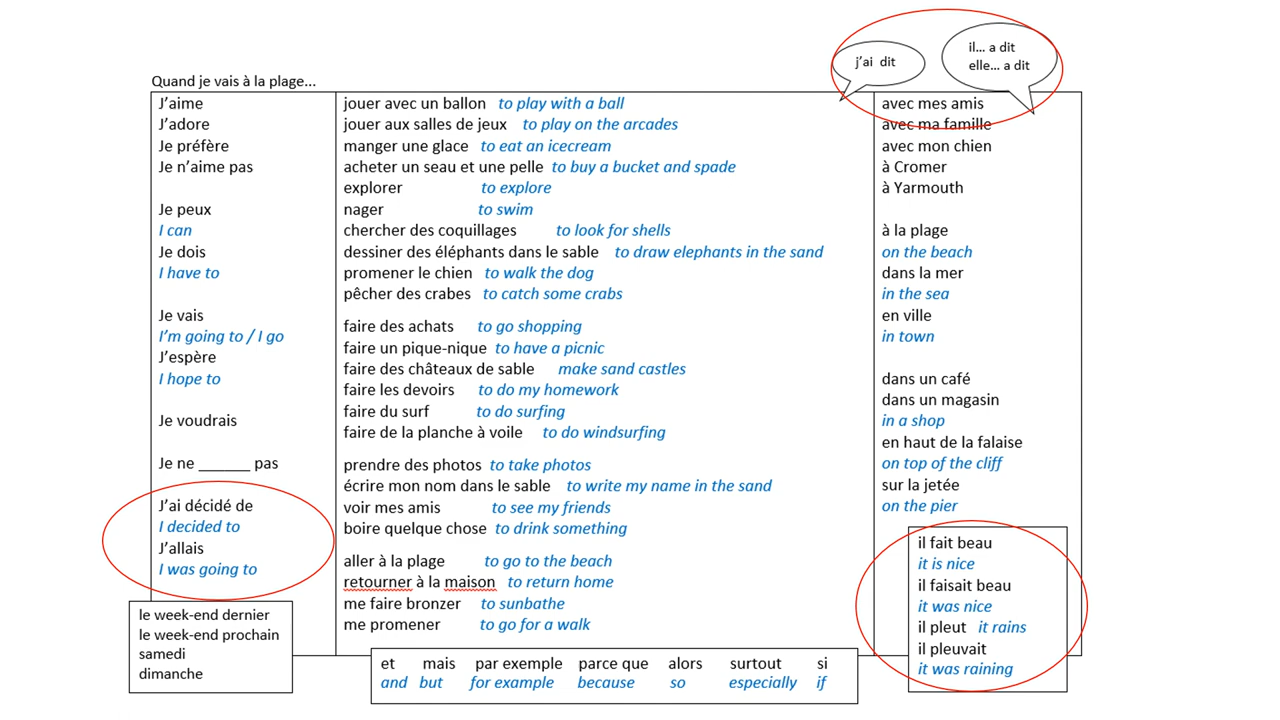 j'ai dit
il... a dit
elle... a dit
Quand je vais à la plage...
J'aime
J'adore
Je préfère
Je n'aime pas
Je peux
I can
Je dois
I have to
Je vais
I'm going to / I go
J'espère
I hope to
Je voudrais
Je ne ______ pas
J'ai décidé de
I decided to
J'allais
I was going to
le week-end dernier
le week-end prochain
samedi
dimanche
jouer avec un ballon to play with a ball
jouer aux salles de jeux to play on the arcades
manger une glace to eat an icecream
acheter un seau et une pelle to buy a bucket and spade
explorer to explore
nager to swim
chercher des coquillages to look for shells
dessiner des éléphants dans le sable to draw elephants in the sand
promener le chien to walk the dog
pêcher des crabes to catch some crabs
faire des achats to go shopping
faire un pique-nique to have a picnic
faire des châteaux de sable make sand castles
faire les devoirs to do my homework
faire du surf to do surfing
faire de la planche à voile to do windsurfing
prendre des photos to take photos
écrire mon nom dans le sable to write my name in the sand
voir mes amis to see my friends
boire quelque chose to drink something
aller à la plage to go to the beach
retourner à la maison to return home
me faire bronzer to sunbathe
me promener to go for a walk
et mais par exemple parce que alors surtout si
and but for example because so especially if
avec mes amis
avec ma famille
avec mon chien
à Cromer
à Yarmouth
à la plage
on the beach
dans la mer
in the sea
en ville
in town
dans un café
dans un magasin
in a shop
en haut de la falaise
on top of the cliff
sur la jetée
on the pier
il fait beau
it is nice
il faisait beau
it was nice
il pleut it rains
il pleuvait
it was raining